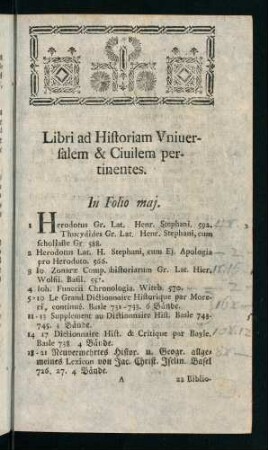 Libri ad Historiam Vniuer-
salem & Ciuilem per-
tinentes.
In Folio maj.
1 Herodotus Gr. Lat. Henr. Stephani. 592.
Thucydides Gr. Lat. Henr. Stephani, cum
scholiaste Gr. 588.
2 Herodotus Lat. H. Stephani, cum Ej. Apologia
pro Herodoto. 566.
3 Io. Zonaræ Comp. historiarum Gr. Lat. Hier.
Wolfii. Basil. 557.
4 Ioh. Functii Chronologia. Witeb. 570.
5-10 Le Grand Dictionnaire Historique par More-
ri, continué. Basle 731-735. 6 Bände.
11-13 Supplement au Dictionnaire Hist. Basle 743-
745. 3 Bände.
14-17 Dictionnaire Hist. & Critique par Bayle.
Basle 738. 4 Bände.
18-21 Neuvermehrtes Histor. u. Geogr. allge-
meines Lexicon von Jac. Christ. Iselin. Basel
726. 27. 4 Bände.
A 22 Biblio-